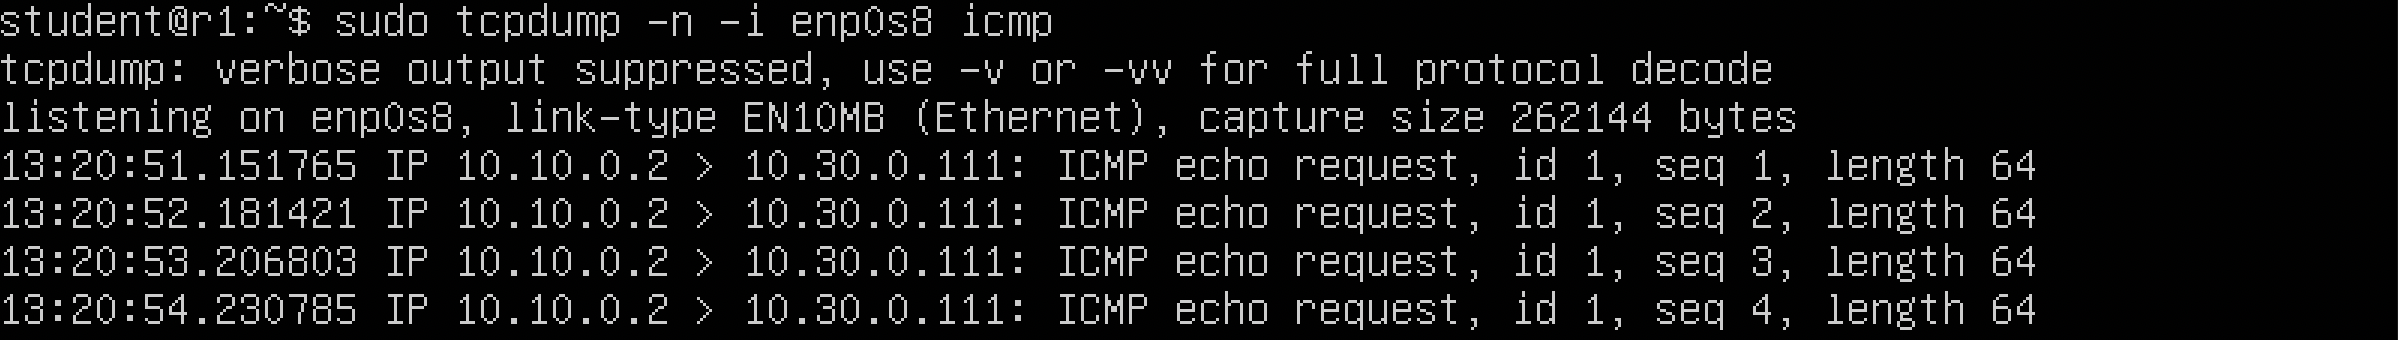 student@r1:~$ sudo tcpdump -n -i enp0s8 icmp
tcpdump: verbose output suppressed, use -v or -vv for full protocol decode
listening on enp0s8, link-type EN10MB (Ethernet), capture size 262144 bytes
13:20:51.151765 IP 10.10.0.2 > 10.30.0.111: ICMP echo request, id 1, seq 1, length 64
13:20:52.181421 IP 10.10.0.2 > 10.30.0.111: ICMP echo request, id 1, seq 2, length 64
13:20:53.206803 IP 10.10.0.2 > 10.30.0.111: ICMP echo request, id 1, seq 3, length 64
13:20:54.230785 IP 10.10.0.2 > 10.30.0.111: ICMP echo request, id 1, seq 4, length 64